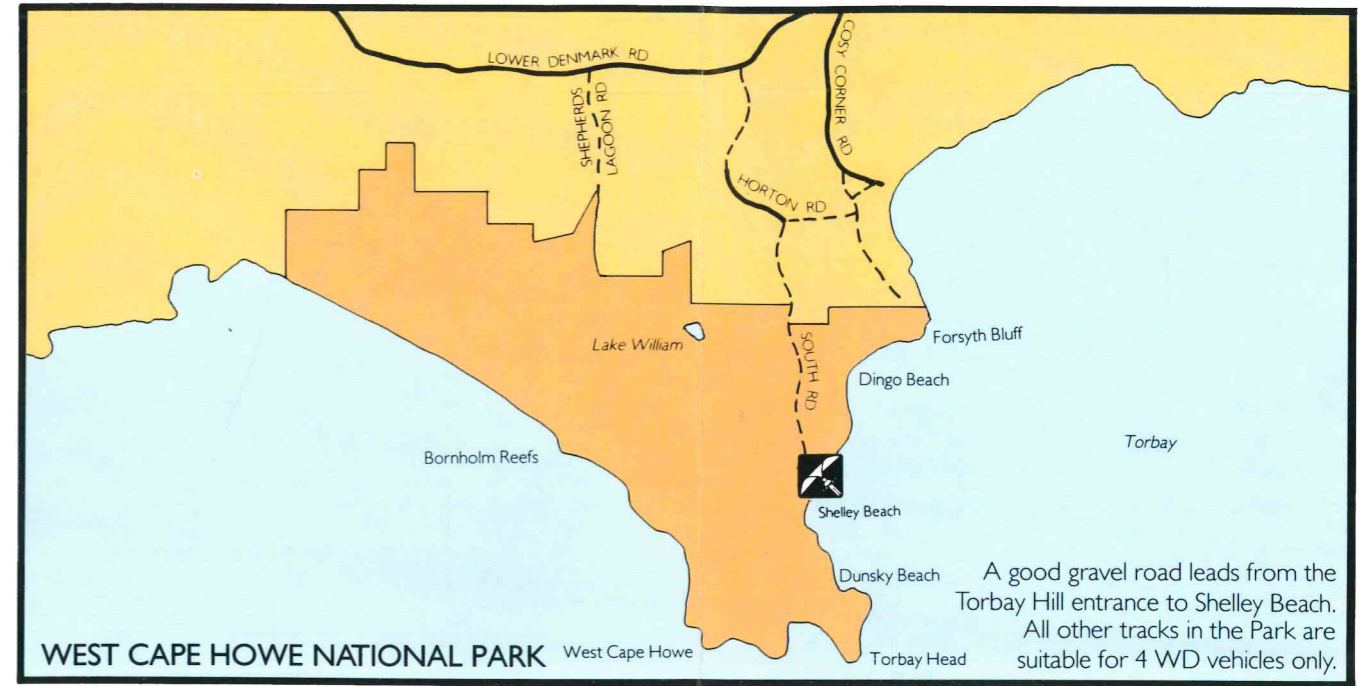 LOWER DENMARK RD
COSY CORNER RD
SHEPHERDS
LAGOON RD
HORTON RD
Lake William
SOUTH RD
Forsyth Bluff
Dingo Beach
Torbay
Bornholm Reefs
Shelley Beach
Dunsky Beach
A good gravel road leads from the
Torbay Hill entrance to Shelley Beach.
All other tracks in the Park are
suitable for 4 WD vehicles only.
WEST CAPE HOWE NATIONAL PARK
West Cape Howe
Torbay Head